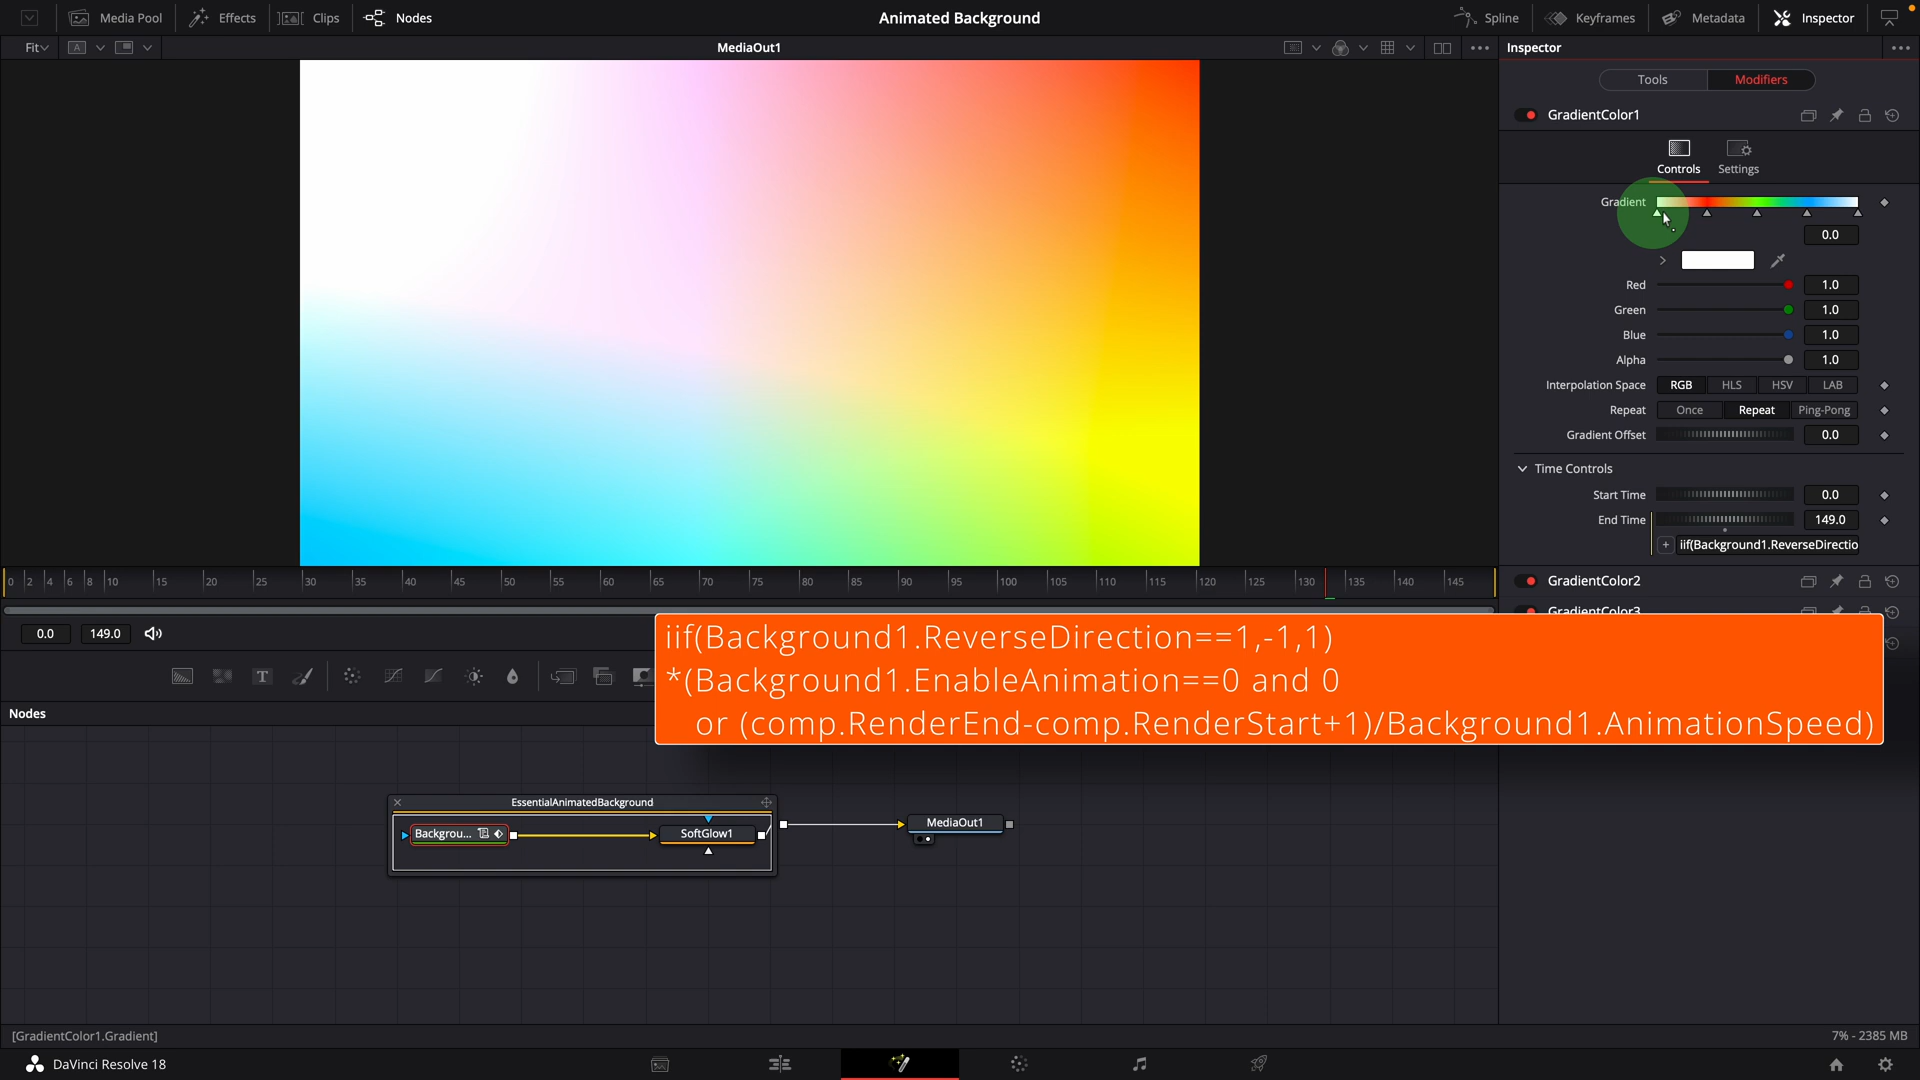 Media Pool
Effects
Clips
Nodes
Animated Background
Spline
Keyframes
Metadata
Inspector
Fit
A
MediaOut1
Inspector
Tools
Modifiers
GradientColor1
Controls
Settings
Gradient
0.0
Red
1.0
Green
1.0
Blue
1.0
Alpha
1.0
Interpolation Space
RGB
HLS
HSV
LAB
Repeat
Once
Repeat
Ping-Pong
Gradient Offset
0.0
Time Controls
Start Time
0.0
End Time
149.0
iif(Background1.ReverseDirectio
0 2 4 6 8 10 15 20 25 30 35 40 45 50 55 60 65 70 75 80 85 90 95 100 105 110 115 120 125 130 135 140 145
GradientColor2
GradientColor3
0.0
149.0
iif(Background1.ReverseDirection==1,-1,1)
*(Background1.EnableAnimation==0 and 0
or (comp.RenderEnd-comp.RenderStart+1)/Background1.AnimationSpeed)
T
Nodes
EssentialAnimatedBackground
Backgrou...
SoftGlow1
MediaOut1
[GradientColor1.Gradient]
7% - 2385 MB
DaVinci Resolve 18